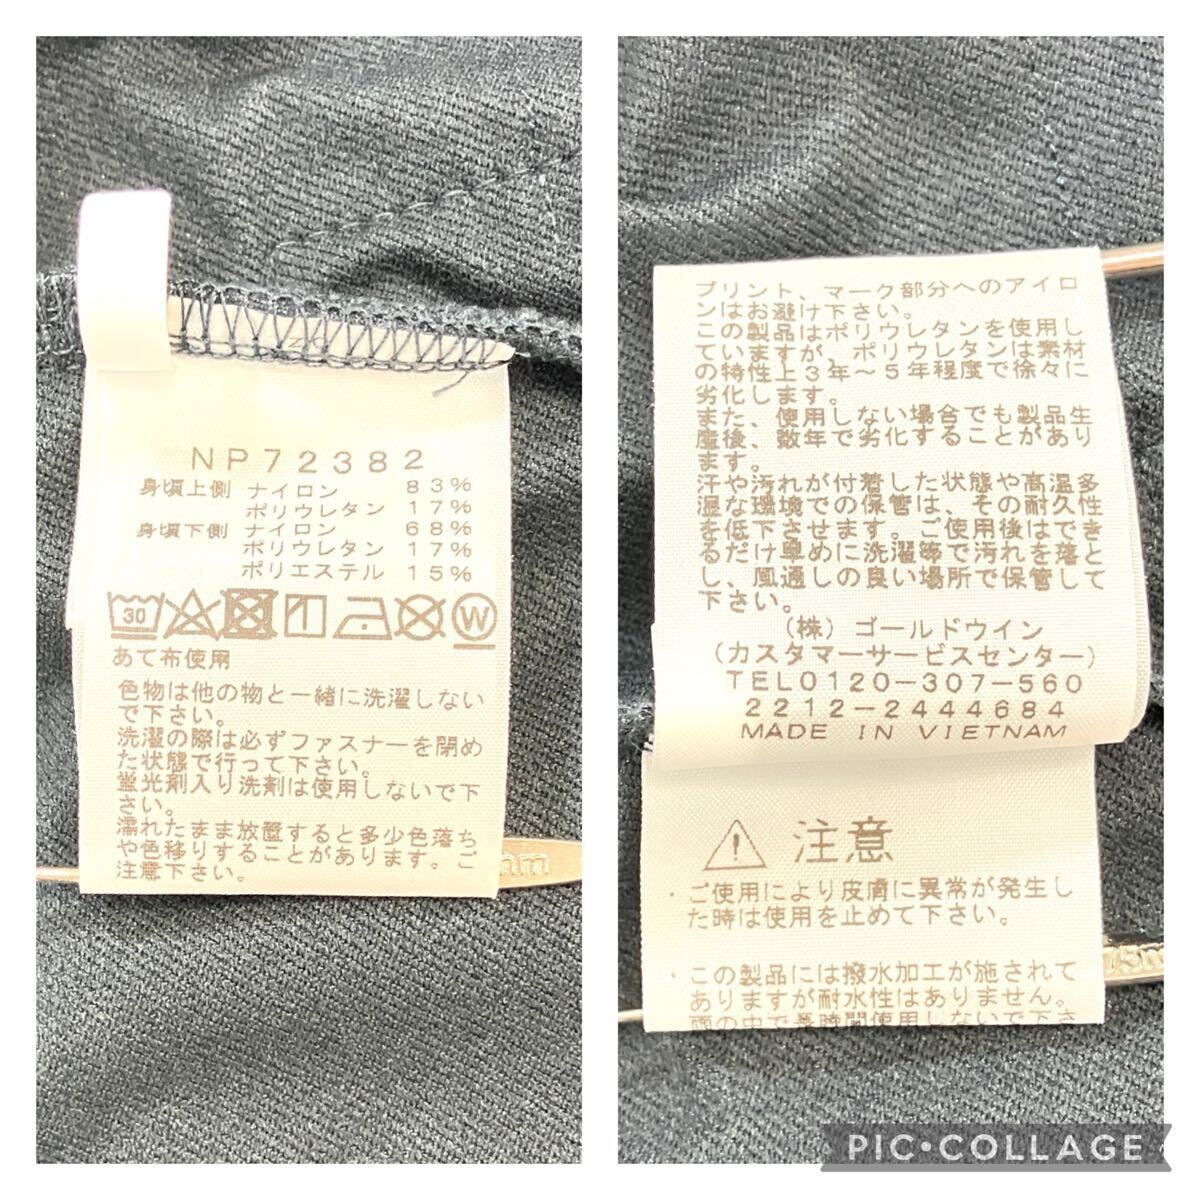 NP72382
身頃上側 ナイロン 83%
ポリウレタン 17%
身頃下側 ナイロン 68%
ポリウレタン 17%
ポリエステル 15%
30 W
あて布使用
色物は他の物と一緒に洗濯しない
で下さい。
洗濯の際は必ずファスナーを閉め
た状態で行って下さい。
蛍光剤入り洗剤は使用しないで下
さい。
濡れたまま放置すると多少色落ち
や色移りすることがあります。ご
注意下さい。
プリント、マーク部分へのアイロ
ンはお避け下さい。
この製品はポリウレタンを使用し
ていますが、ポリウレタンは素材
の特性上3年~5年程度で徐々に
劣化します。
また、使用しない場合でも製品生
産後、数年で劣化することがあり
ます。
汗や汚れが付着した状態や高温多
湿な環境での保管は、その耐久性
を低下させます。ご使用後はでき
るだけ早めに洗濯等で汚れを落と
し、風通しの良い場所で保管して
下さい。
(株)ゴールドウイン
(カスタマーサービスセンター)
TEL0120-307-560
2212-2444684
MADE IN VIETNAM
注意
・ご使用により皮膚に異常が発生し
た時は使用を止めて下さい。
・この製品には撥水加工が施されて
ありますが耐水性はありません。
雨の中で長時間使用しないで下さ
PIC•COLLAGE